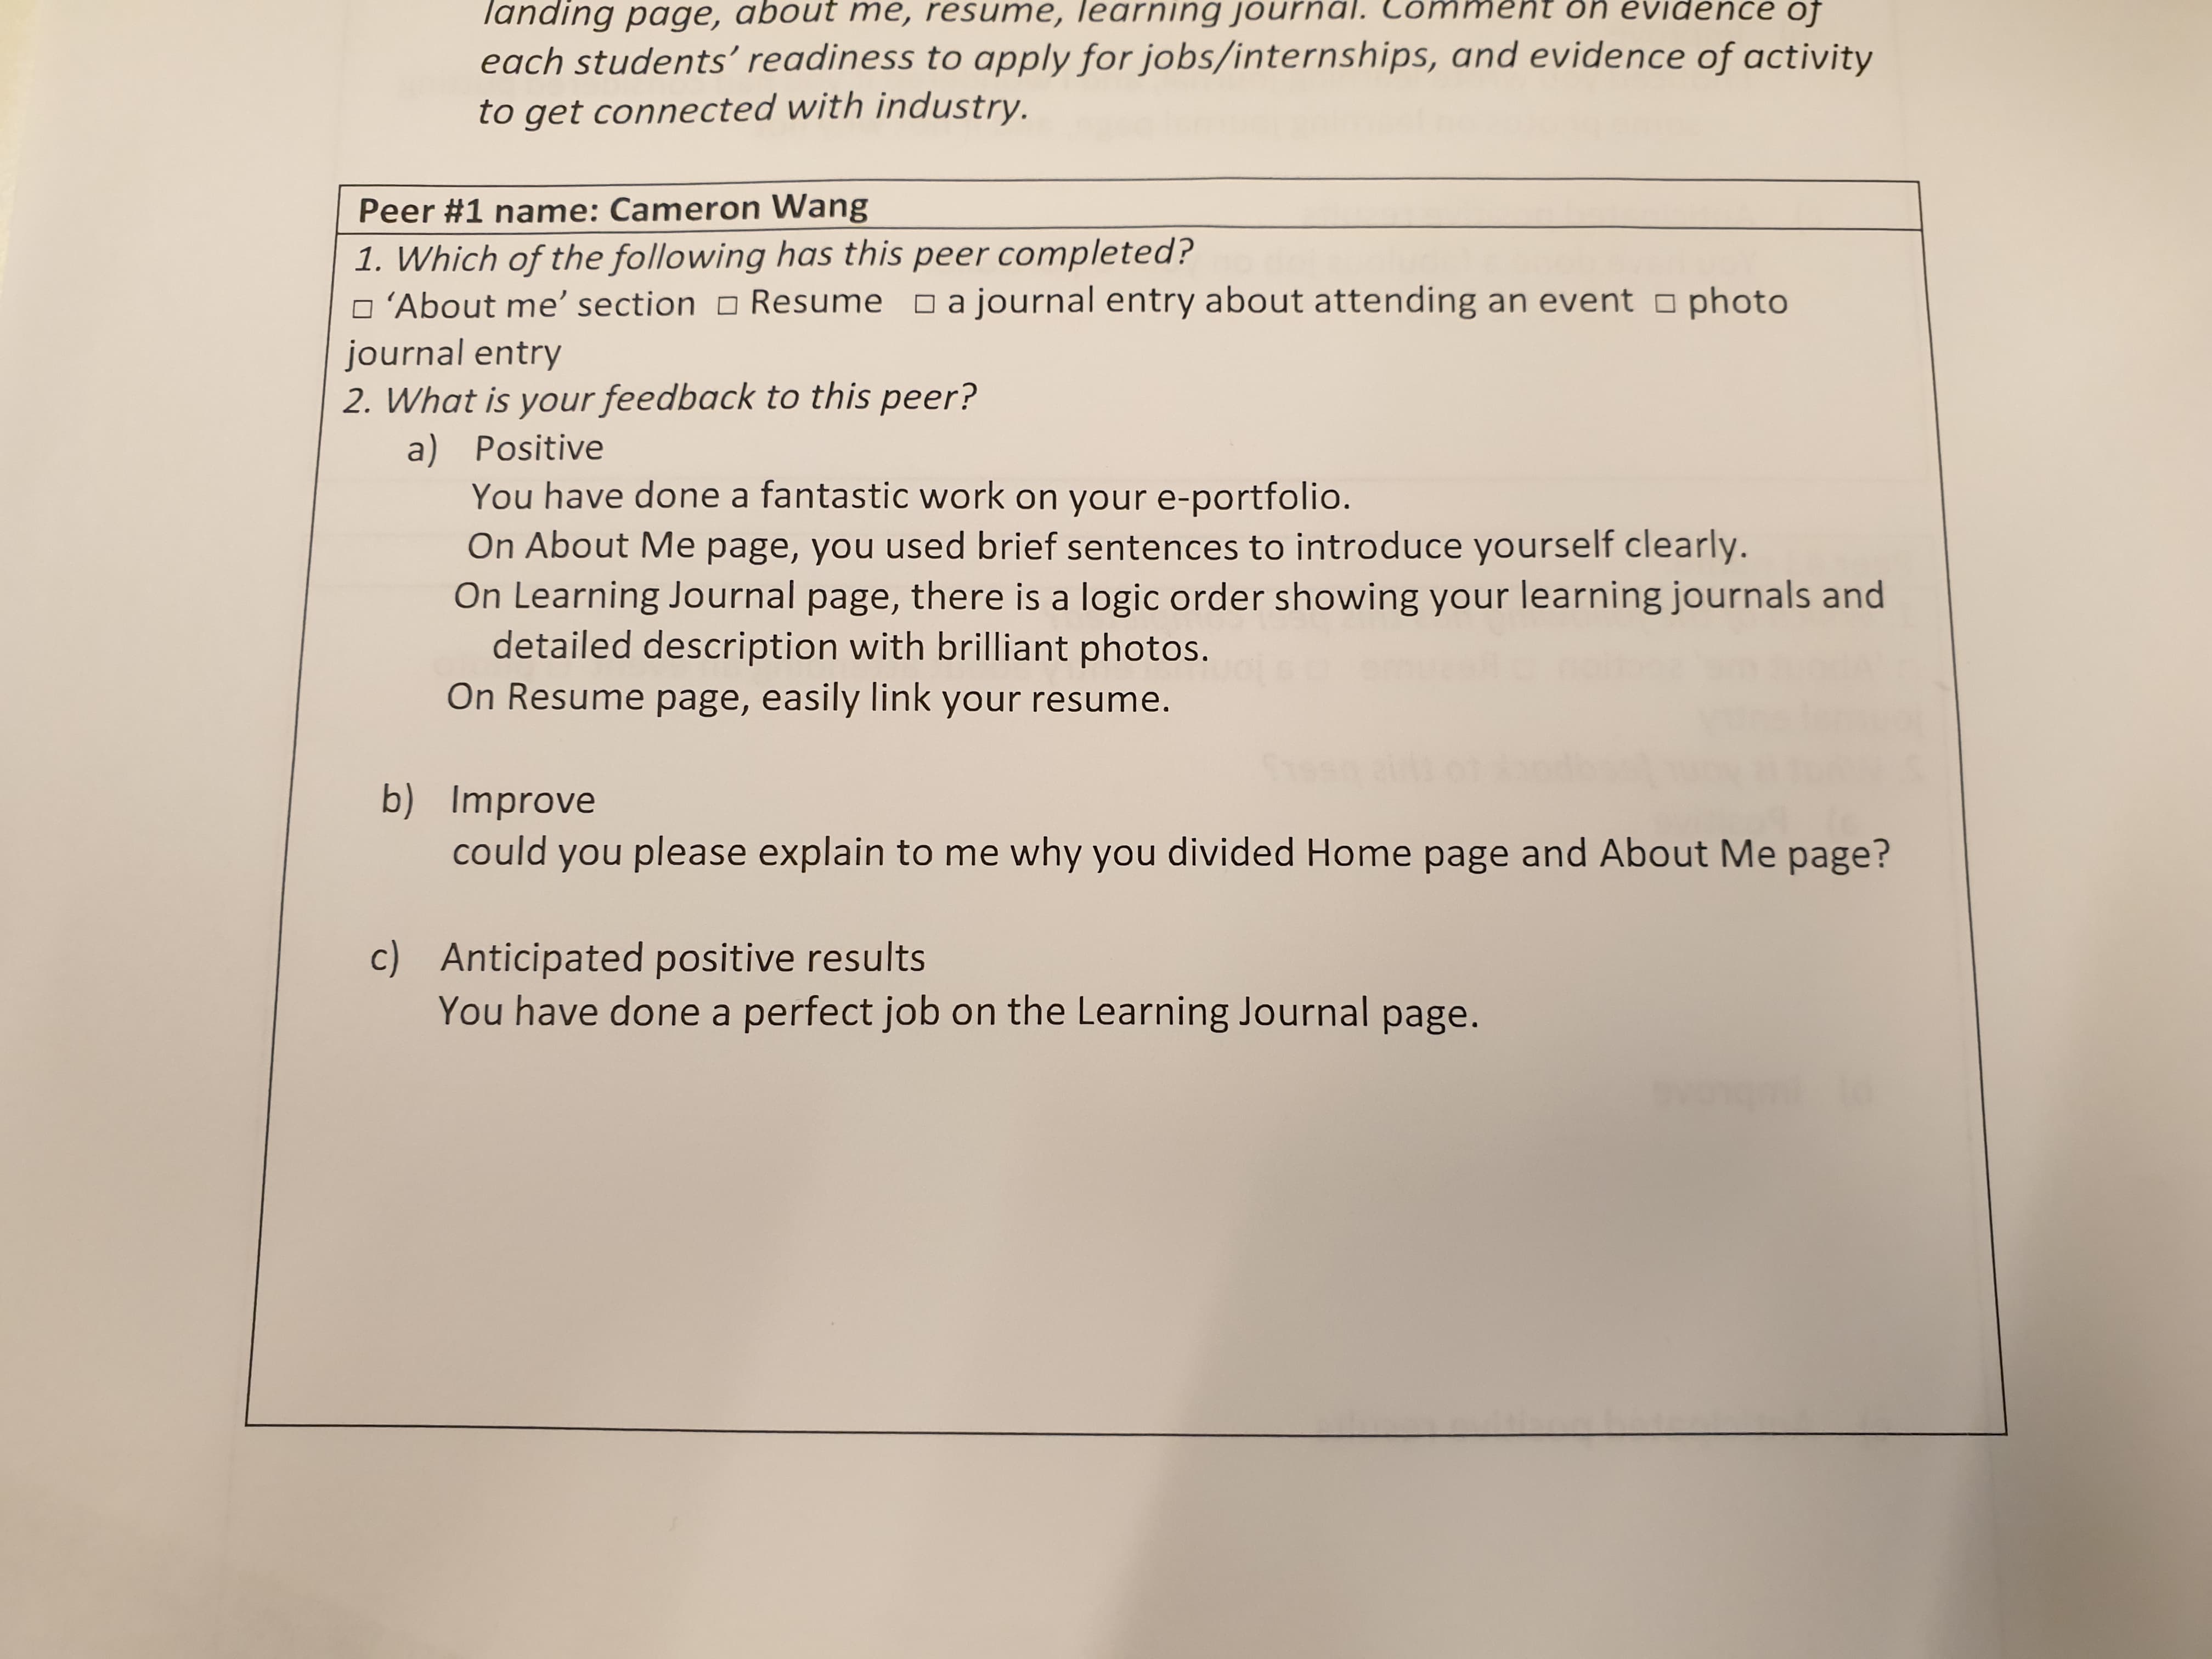 landing page, about me, resume, learning journal. Comment on evidence of
each students’ readiness to apply for jobs/internships, and evidence of activity
to get connected with industry.
Peer #1 name: Cameron Wang
1. Which of the following has this peer completed?
□ ‘About me’ section □ Resume □ a journal entry about attending an event □ photo
journal entry
2. What is your feedback to this peer?
a) Positive
You have done a fantastic work on your e-portfolio.
On About Me page, you used brief sentences to introduce yourself clearly.
On Learning Journal page, there is a logic order showing your learning journals and
detailed description with brilliant photos.
On Resume page, easily link your resume.
b) Improve
could you please explain to me why you divided Home page and About Me page?
c) Anticipated positive results
You have done a perfect job on the Learning Journal page.